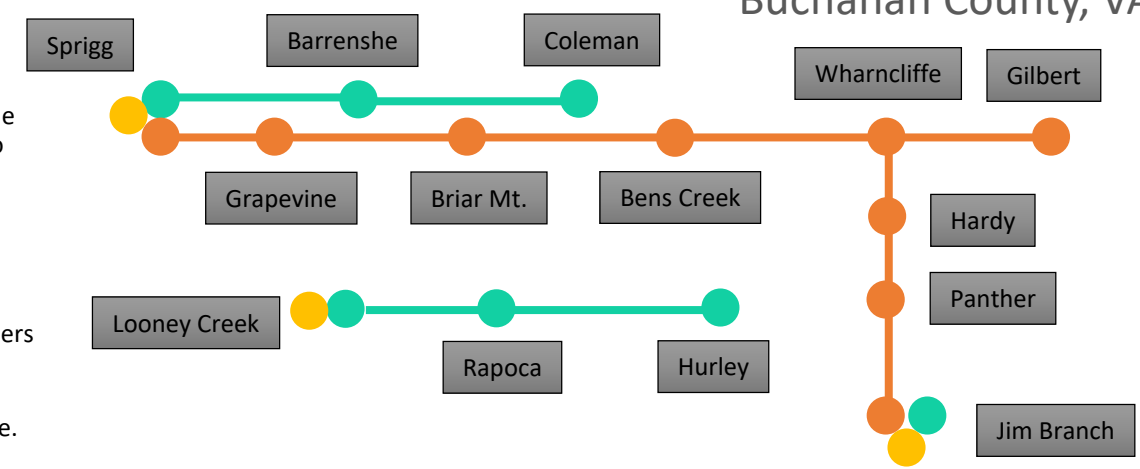 Buchanan County, VA
Sprigg
Barrenshe
Coleman
Wharncliffe
Gilbert
Grapevine
Briar Mt.
Bens Creek
Hardy
Panther
Looney Creek
Rapoca
Hurley
Jim Branch